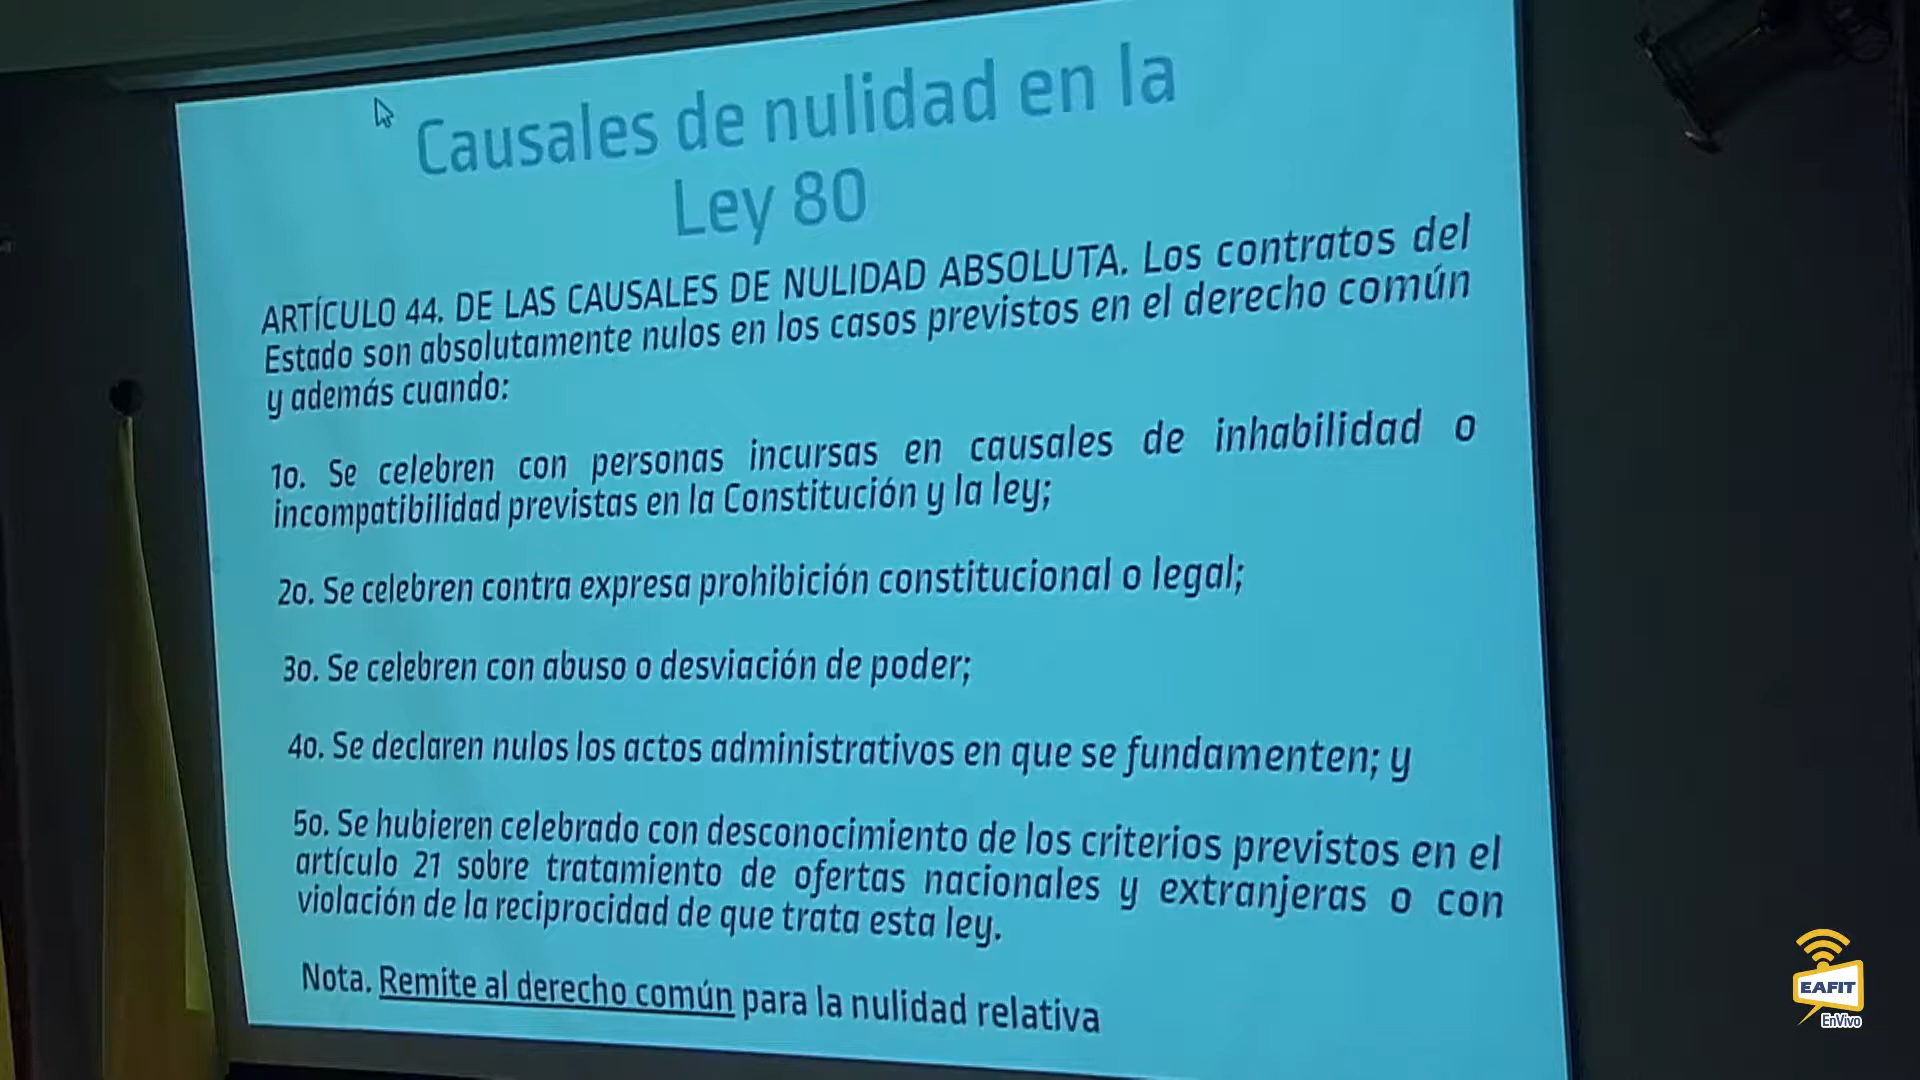 Causales de nulidad en la
Ley 80
ARTÍCULO 44. DE LAS CAUSALES DE NULIDAD ABSOLUTA. Los contratos del
Estado son absolutamente nulos en los casos previstos en el derecho común
y además cuando:
1o. Se celebren con personas incursas en causales de inhabilidad o
incompatibilidad previstas en la Constitución y la ley;
2o. Se celebren contra expresa prohibición constitucional o legal;
3o. Se celebren con abuso o desviación de poder;
4o. Se declaren nulos los actos administrativos en que se fundamenten; y
5o. Se hubieren celebrado con desconocimiento de los criterios previstos en el
artículo 21 sobre tratamiento de ofertas nacionales y extranjeras o con
violación de la reciprocidad de que trata esta ley.
Nota. Remite al derecho común para la nulidad relativa
EAFIT
EnVivo